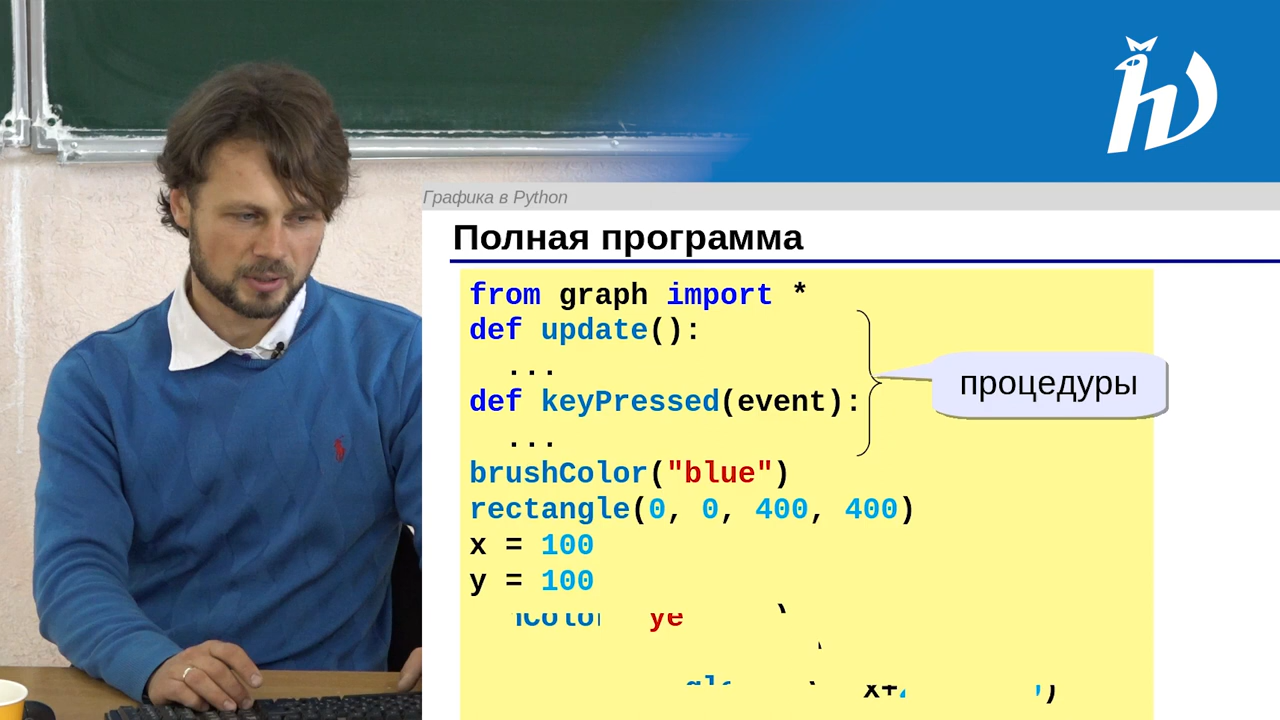 Графика в Python
Полная программа
from graph import *
def update():
...
def keyPressed(event):
...
brushColor("blue")
rectangle(0, 0, 400, 400)
x = 100
y = 100
процедуры